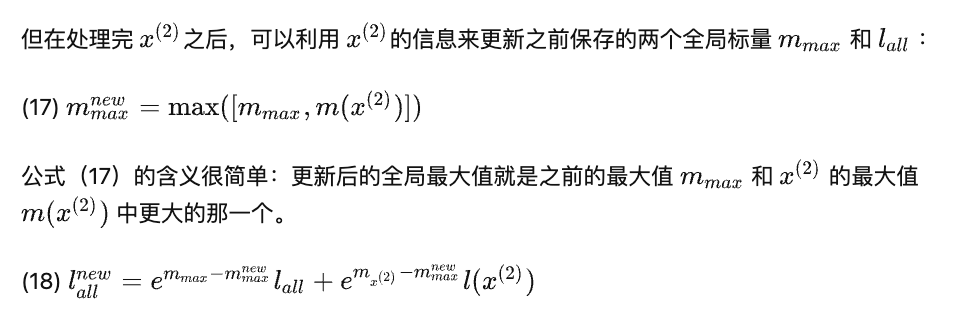 但在处理完 x^{(2)} 之后，可以利用 x^{(2)} 的信息来更新之前保存的两个全局标量 m_{max} 和 l_{all}：
(17) m_{max}^{new} = max([m_{max}, m(x^{(2)})])
公式（17）的含义很简单：更新后的全局最大值就是之前的最大值 m_{max} 和 x^{(2)} 的最大值
m(x^{(2)}) 中更大的那一个。
(18) l_{all}^{new} = e^{m_{max}-m_{max}^{new}} l_{all} + e^{m_{x^{(2)}}-m_{max}^{new}} l(x^{(2)})